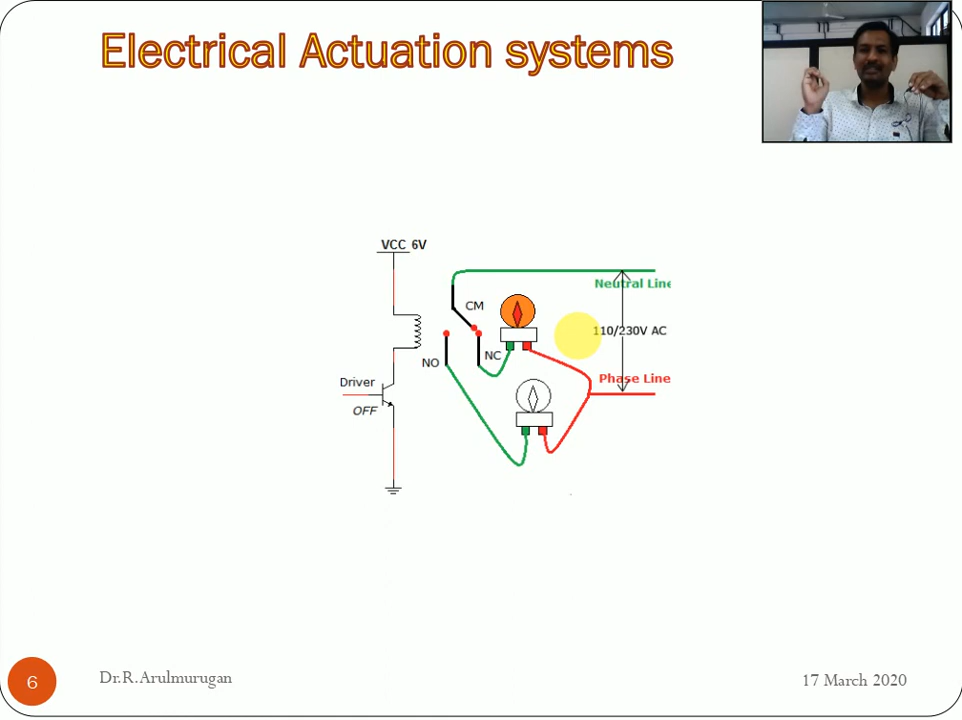 Electrical Actuation systems
VCC 6V
Neutral Line
CM
110/230V AC
NO
NC
Phase Line
Driver
OFF
6
Dr.R.Arulmurugan
17 March 2020